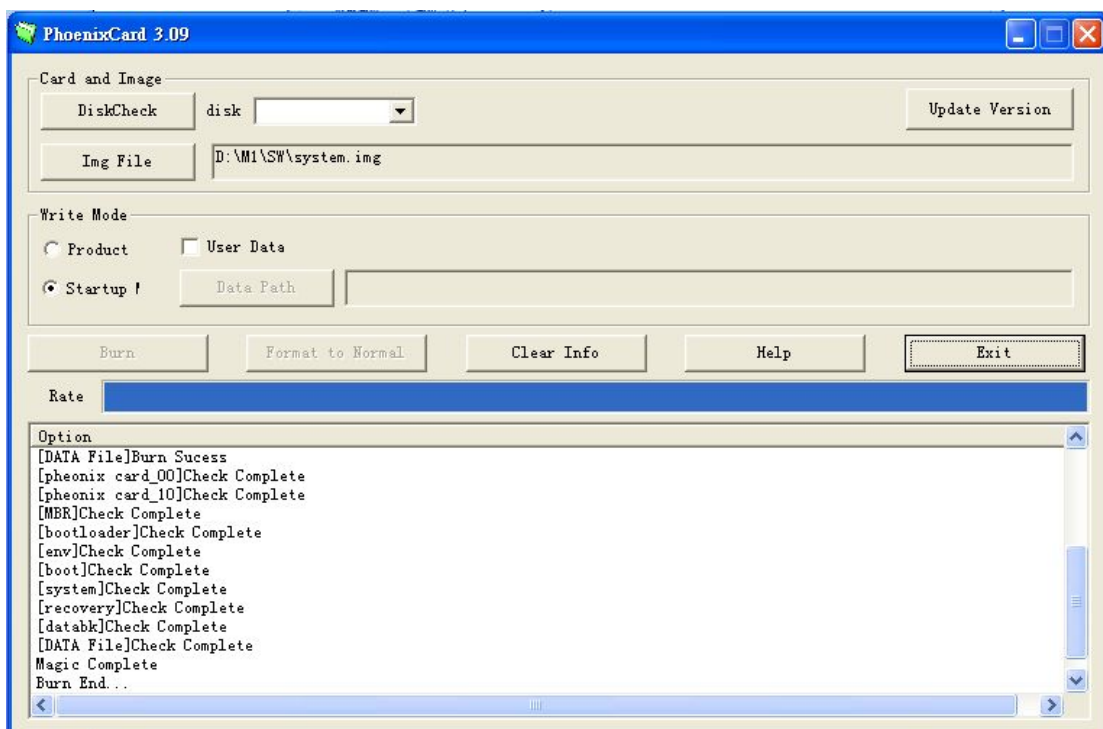 PhoenixCard 3.09
Card and Image
DiskCheck disk Update Version
Img File D:\M1\SW\system.img
Write Mode
Product User Data
Startup Data Path
Burn Format to Normal Clear Info Help Exit
Rate
Option
[DATA File]Burn Sucess
[pheonix card_00]Check Complete
[pheonix card_10]Check Complete
[MBR]Check Complete
[bootloader]Check Complete
[env]Check Complete
[boot]Check Complete
[system]Check Complete
[recovery]Check Complete
[databk]Check Complete
[DATA File]Check Complete
Magic Complete
Burn End...